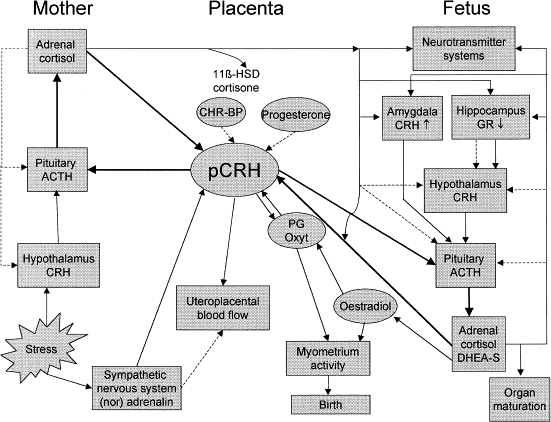 Mother
Placenta
Fetus
Adrenal
cortisol
Neurotransmitter
systems
11ß-HSD
cortisone
CHR-BP
Progesterone
Amygdala
CRH ↑
Hippocampus
GR ↓
Pituitary
ACTH
pCRH
Hypothalamus
CRH
PG
Oxyt
Hypothalamus
CRH
Pituitary
ACTH
Uteroplacental
blood flow
Oestradiol
Stress
Adrenal
cortisol
DHEA-S
Myometrium
activity
Sympathetic
nervous system
(nor) adrenalin
Birth
Organ
maturation